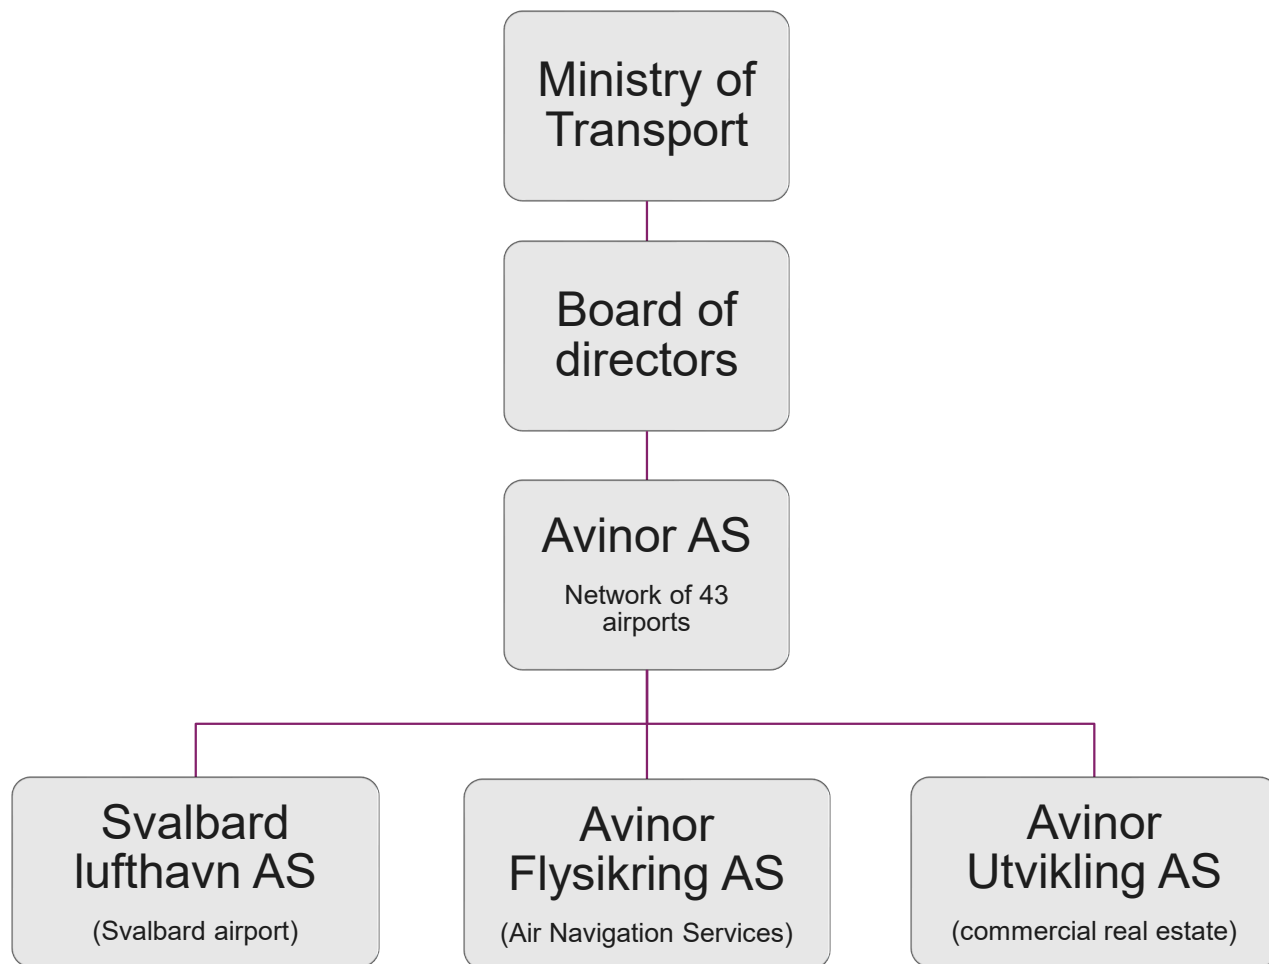 Ministry of
Transport
Board of
directors
Avinor AS
Network of 43
airports
Svalbard
lufthavn AS
(Svalbard airport)
Avinor
Flysikring AS
(Air Navigation Services)
Avinor
Utvikling AS
(commercial real estate)